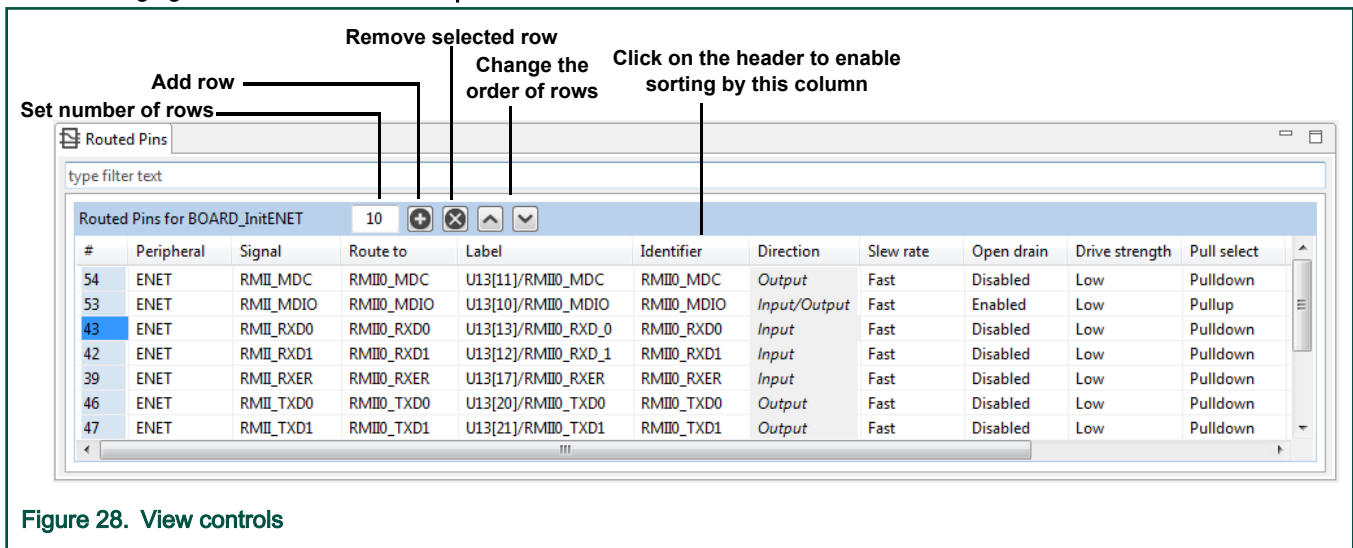 Remove selected row
Change the order of rows
Click on the header to enable sorting by this column
Add row
Set number of rows
Routed Pins
type filter text
Routed Pins for BOARD_InitENET 10
# Peripheral Signal Route to Label Identifier Direction Slew rate Open drain Drive strength Pull select
54 ENET RMII_MDC RMII0_MDC U13[11]/RMII0_MDC RMII0_MDC Output Fast Disabled Low Pulldown
53 ENET RMII_MDIO RMII0_MDIO U13[10]/RMII0_MDIO RMII0_MDIO Input/Output Fast Enabled Low Pullup
43 ENET RMII_RXD0 RMII0_RXD0 U13[13]/RMII0_RXD_0 RMII0_RXD0 Input Fast Disabled Low Pulldown
42 ENET RMII_RXD1 RMII0_RXD1 U13[12]/RMII0_RXD_1 RMII0_RXD1 Input Fast Disabled Low Pulldown
39 ENET RMII_RXER RMII0_RXER U13[17]/RMII0_RXER RMII0_RXER Input Fast Disabled Low Pulldown
46 ENET RMII_TXD0 RMII0_TXD0 U13[20]/RMII0_TXD0 RMII0_TXD0 Output Fast Disabled Low Pulldown
47 ENET RMII_TXD1 RMII0_TXD1 U13[21]/RMII0_TXD1 RMII0_TXD1 Output Fast Disabled Low Pulldown
Figure 28. View controls